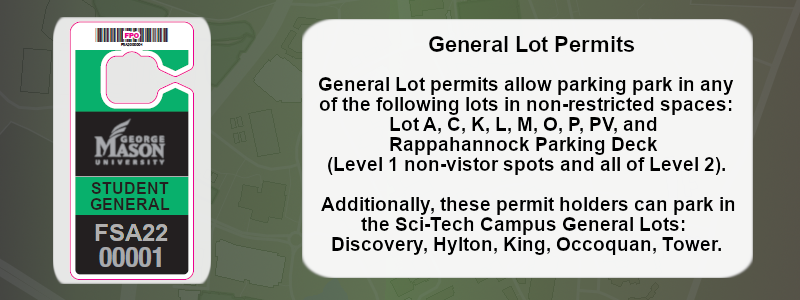 FPO
GEORGE
MASON
UNIVERSITY
STUDENT
GENERAL
FSA22
00001
General Lot Permits
General Lot permits allow parking park in any
of the following lots in non-restricted spaces:
Lot A, C, K, L, M, O, P, PV, and
Rappahannock Parking Deck
(Level 1 non-vistor spots and all of Level 2).
Additionally, these permit holders can park in
the Sci-Tech Campus General Lots:
Discovery, Hylton, King, Occoquan, Tower.